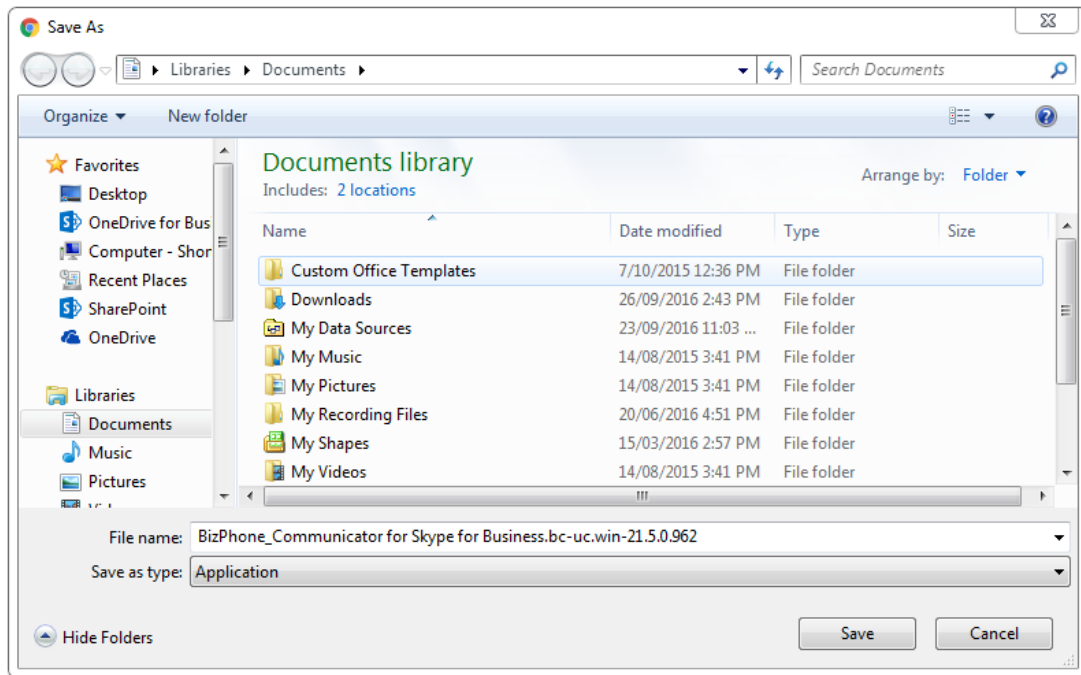 Save As
Libraries Documents
Search Documents
Organize New folder
Favorites
Desktop
OneDrive for Bus
Computer - Shor
Recent Places
SharePoint
OneDrive
Libraries
Documents
Music
Pictures
Documents library
Includes: 2 locations
Arrange by: Folder
Name Date modified Type Size
Custom Office Templates 7/10/2015 12:36 PM File folder
Downloads 26/09/2016 2:43 PM File folder
My Data Sources 23/09/2016 11:03 ... File folder
My Music 14/08/2015 3:41 PM File folder
My Pictures 14/08/2015 3:41 PM File folder
My Recording Files 20/06/2016 4:51 PM File folder
My Shapes 15/03/2016 2:57 PM File folder
My Videos 14/08/2015 3:41 PM File folder
File name: BizPhone_Communicator for Skype for Business.bc-uc.win-21.5.0.962
Save as type: Application
Hide Folders
Save Cancel